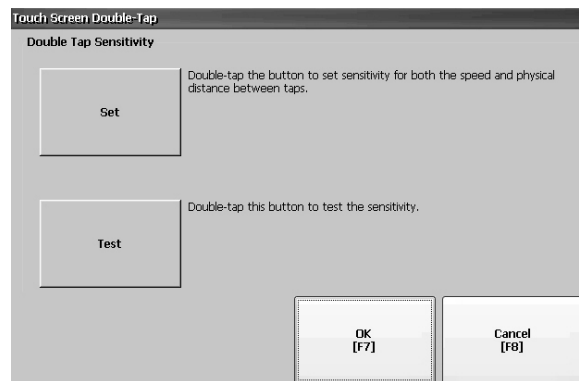 Touch Screen Double-Tap
Double Tap Sensitivity
Set
Double-tap the button to set sensitivity for both the speed and physical
distance between taps.
Test
Double-tap this button to test the sensitivity.
OK
[F7]
Cancel
[F8]